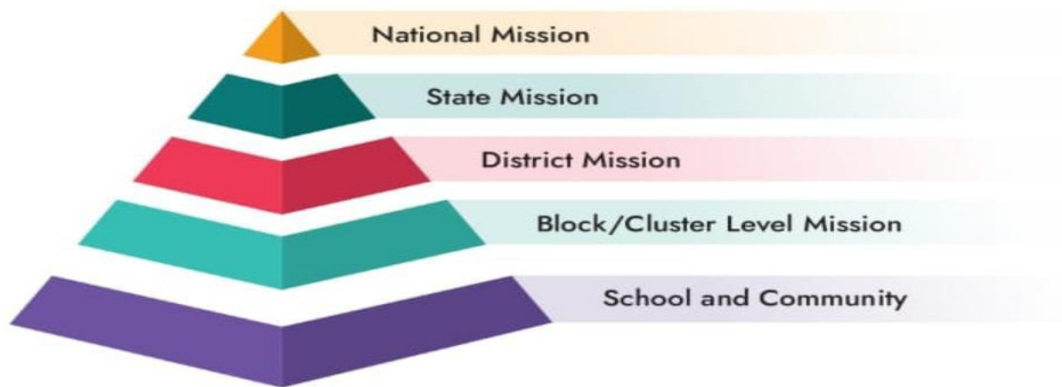 National Mission
State Mission
District Mission
Block/Cluster Level Mission
School and Community